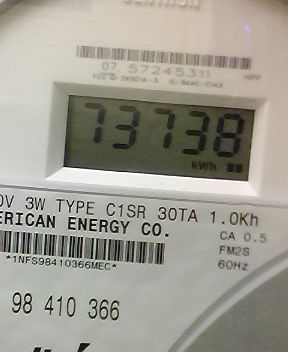 07 57245311
73738
kWh
0V 3W TYPE C1SR 30TA 1.0Kh
ERICAN ENERGY CO.
CA 0.5
FM2S
*1NFS98410366MEC*
60Hz
98 410 366